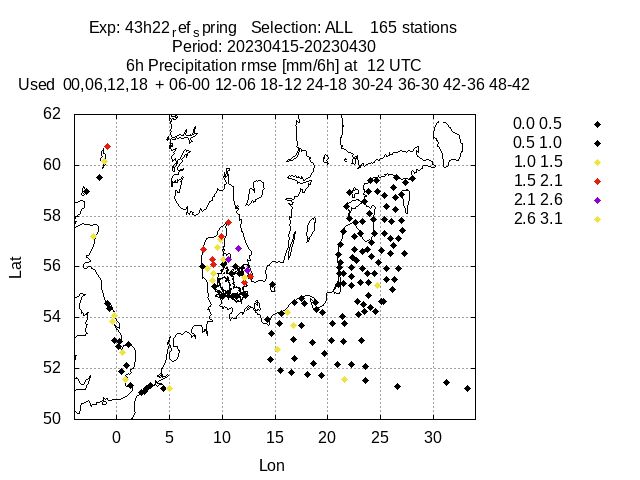 Exp: 43h22ref spring   Selection: ALL    165 stations
Period: 20230415-20230430
6h Precipitation rmse [mm/6h] at  12 UTC
Used  00,06,12,18  + 06-00 12-06 18-12 24-18 30-24 36-30 42-36 48-42
62
60
58
56
54
52
50
0 5 10 15 20 25 30
Lat
Lon
0.0 0.5
0.5 1.0
1.0 1.5
1.5 2.1
2.1 2.6
2.6 3.1